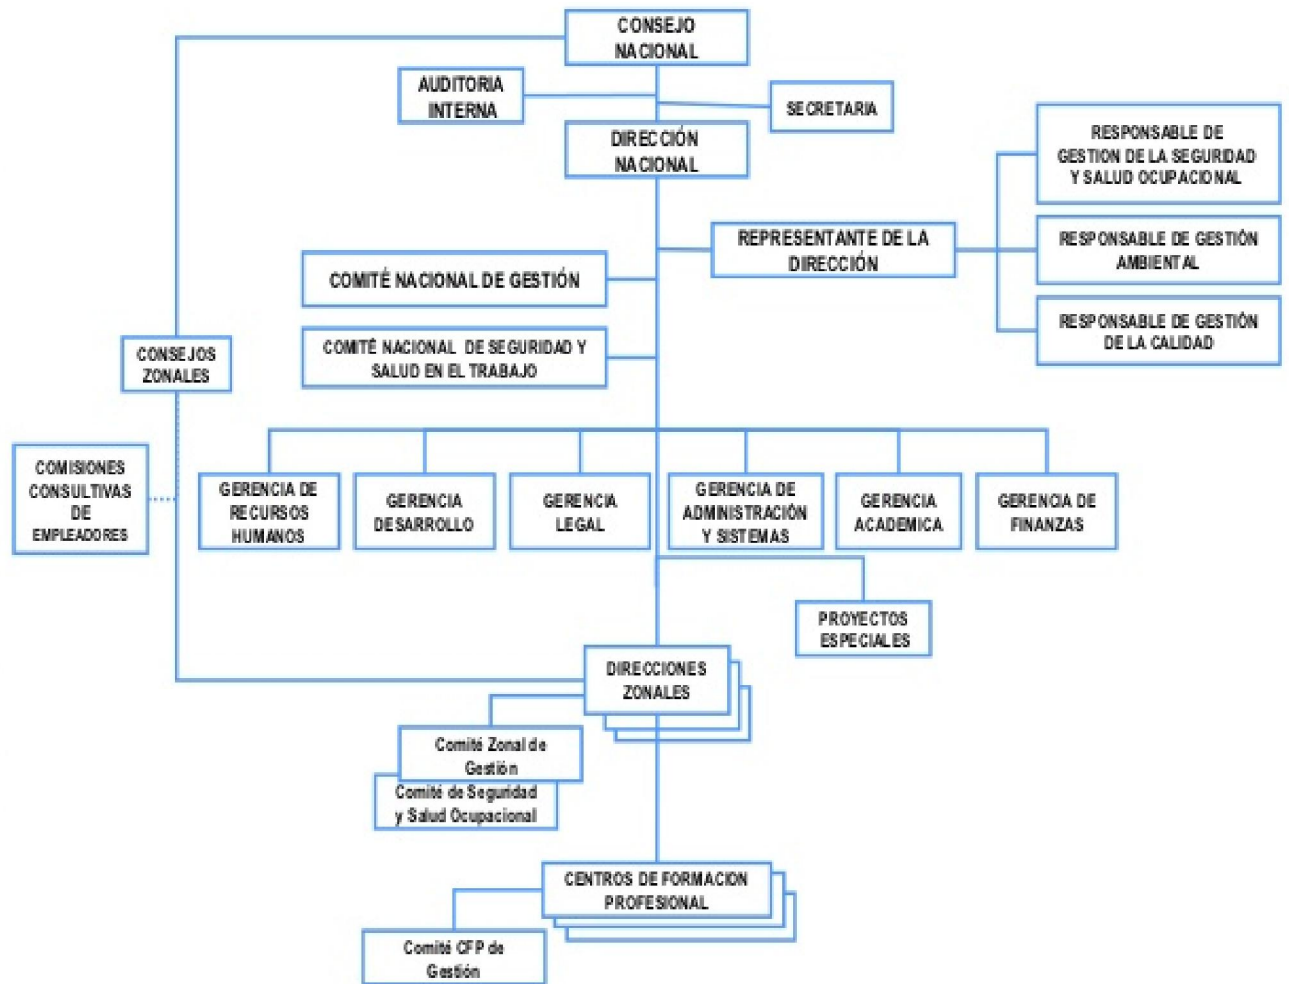 CONSEJO
NACIONAL
AUDITORIA
INTERNA
SECRETARIA
DIRECCIÓN
NACIONAL
RESPONSABLE DE
GESTION DE LA SEGURIDAD
Y SALUD OCUPACIONAL
REPRESENTANTE DE LA
DIRECCIÓN
RESPONSABLE DE GESTIÓN
AMBIENTAL
COMITÉ NACIONAL DE GESTIÓN
RESPONSABLE DE GESTIÓN
DE LA CALIDAD
CONSEJOS
ZONALES
COMITÉ NACIONAL DE SEGURIDAD Y
SALUD EN EL TRABAJO
COMISIONES
CONSULTIVAS
DE
EMPLEADORES
GERENCIA DE
RECURSOS
HUMANOS
GERENCIA
DESARROLLO
GERENCIA
LEGAL
GERENCIA DE
ADMINISTRACIÓN
Y SISTEMAS
GERENCIA
ACADEMICA
GERENCIA DE
FINANZAS
PROYECTOS
ESPECIALES
DIRECCIONES
ZONALES
Comité Zonal de
Gestión
Comité de Seguridad
y Salud Ocupacional
CENTROS DE FORMACION
PROFESIONAL
Comité CFP de
Gestión